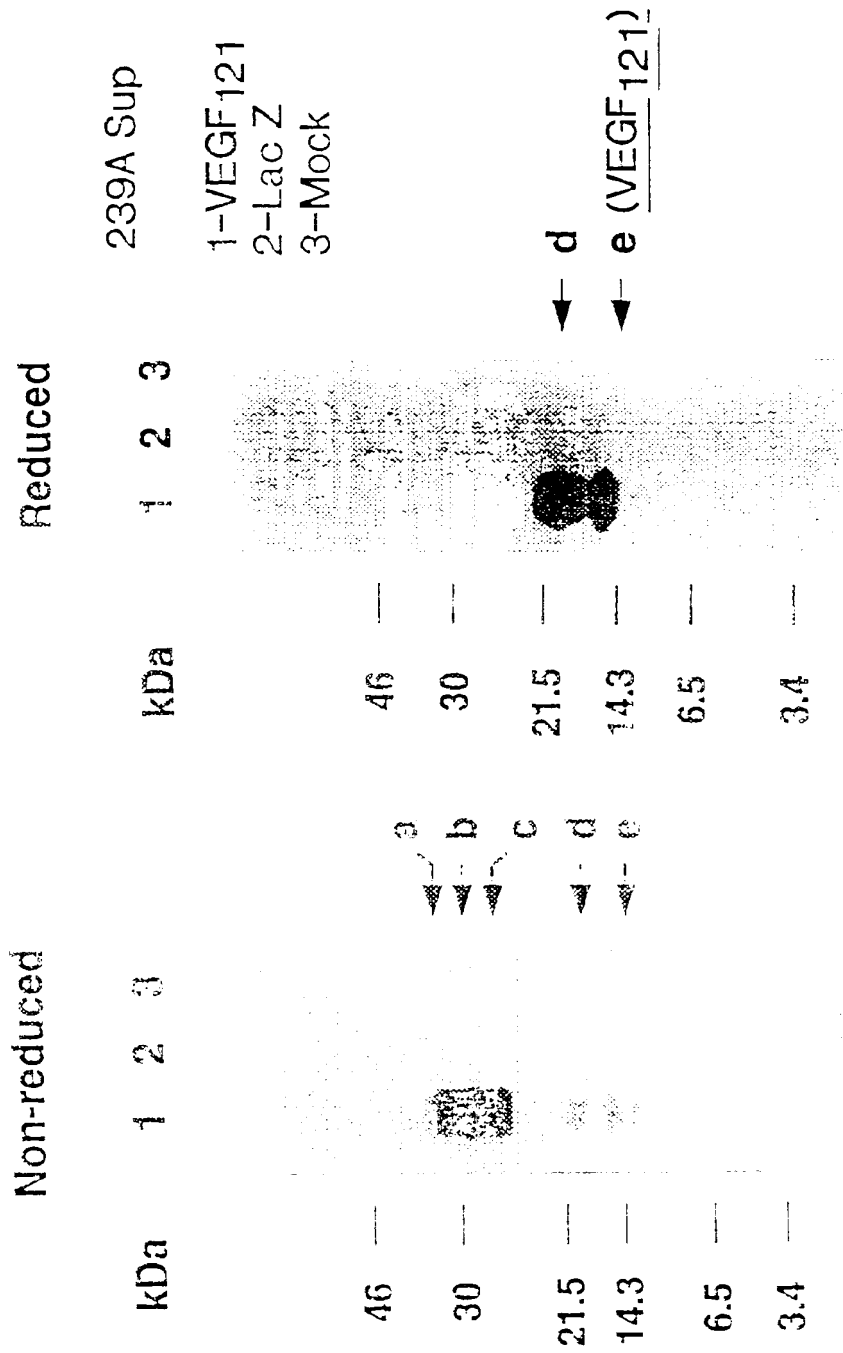 Non-reduced
kDa 1 2 3
46
30
21.5
14.3
6.5
3.4
a
b
c
d
e
Reduced
kDa 1 2 3
46
30
21.5
14.3
6.5
3.4
d
e (VEGF121)
239A Sup
1-VEGF121
2-Lac Z
3-Mock